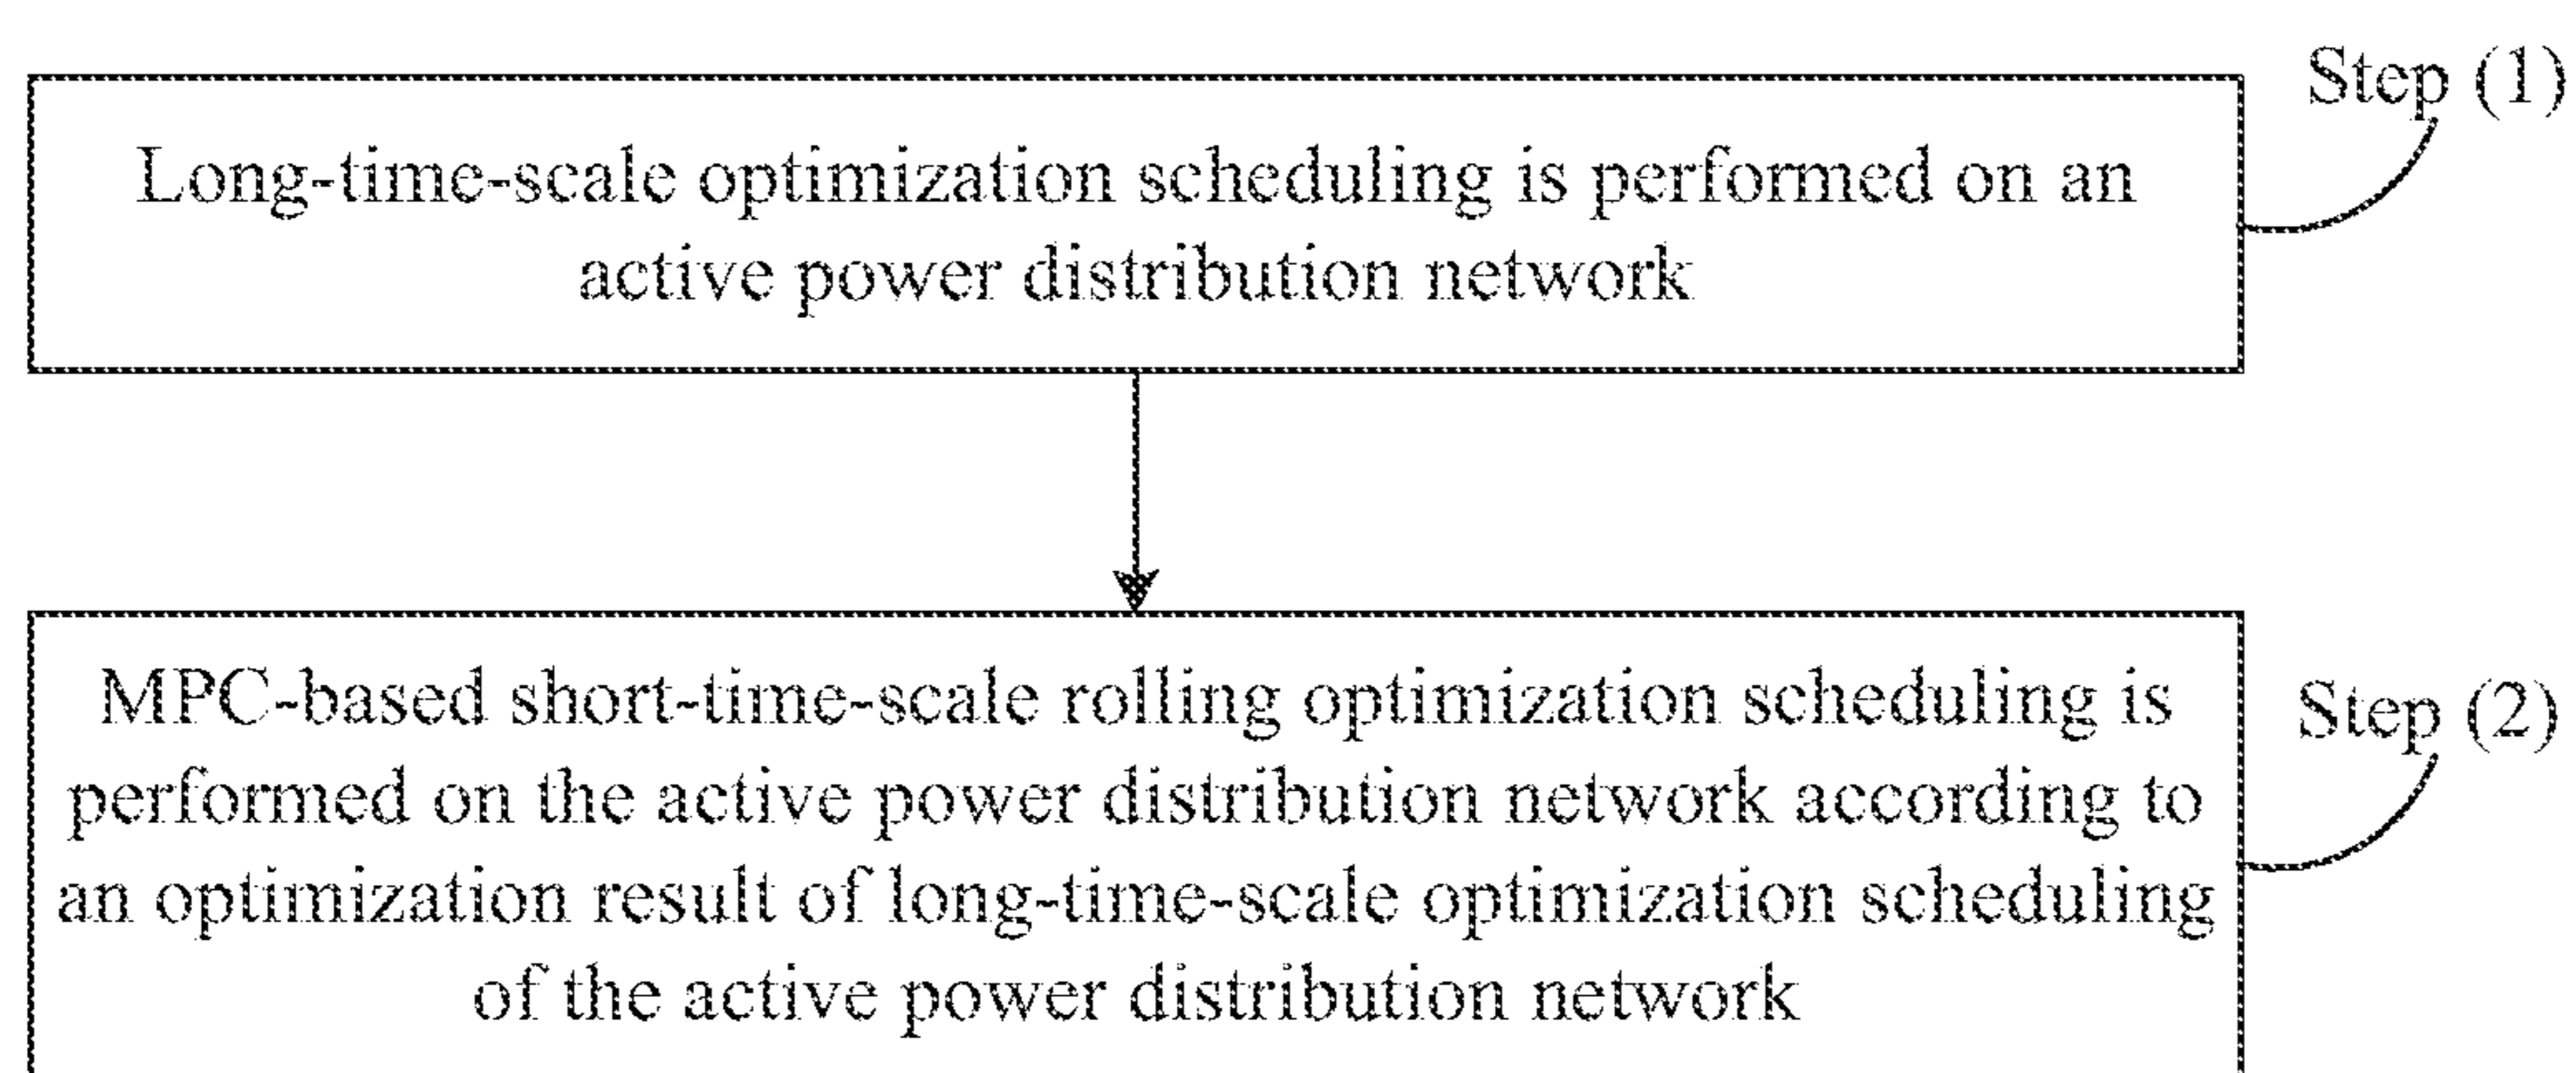 Step (1)
Long-time-scale optimization scheduling is performed on an
active power distribution network
MPC-based short-time-scale rolling optimization scheduling is
performed on the active power distribution network according to
an optimization result of long-time-scale optimization scheduling
of the active power distribution network
Step (2)